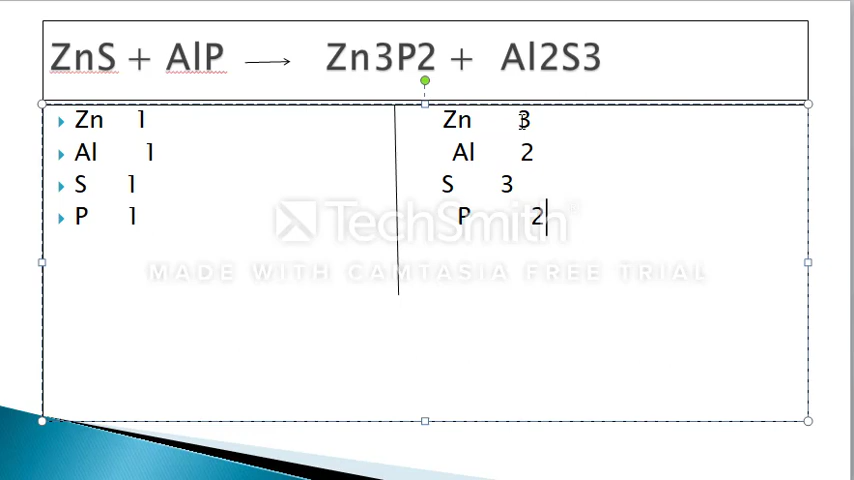 ZnS + AlP → Zn3P2 + Al2S3
Zn 1 Zn 3
Al 1 Al 2
S 1 S 3
P 1 P 2
TechSmith
MADE WITH CAMTASIA FREE TRIAL